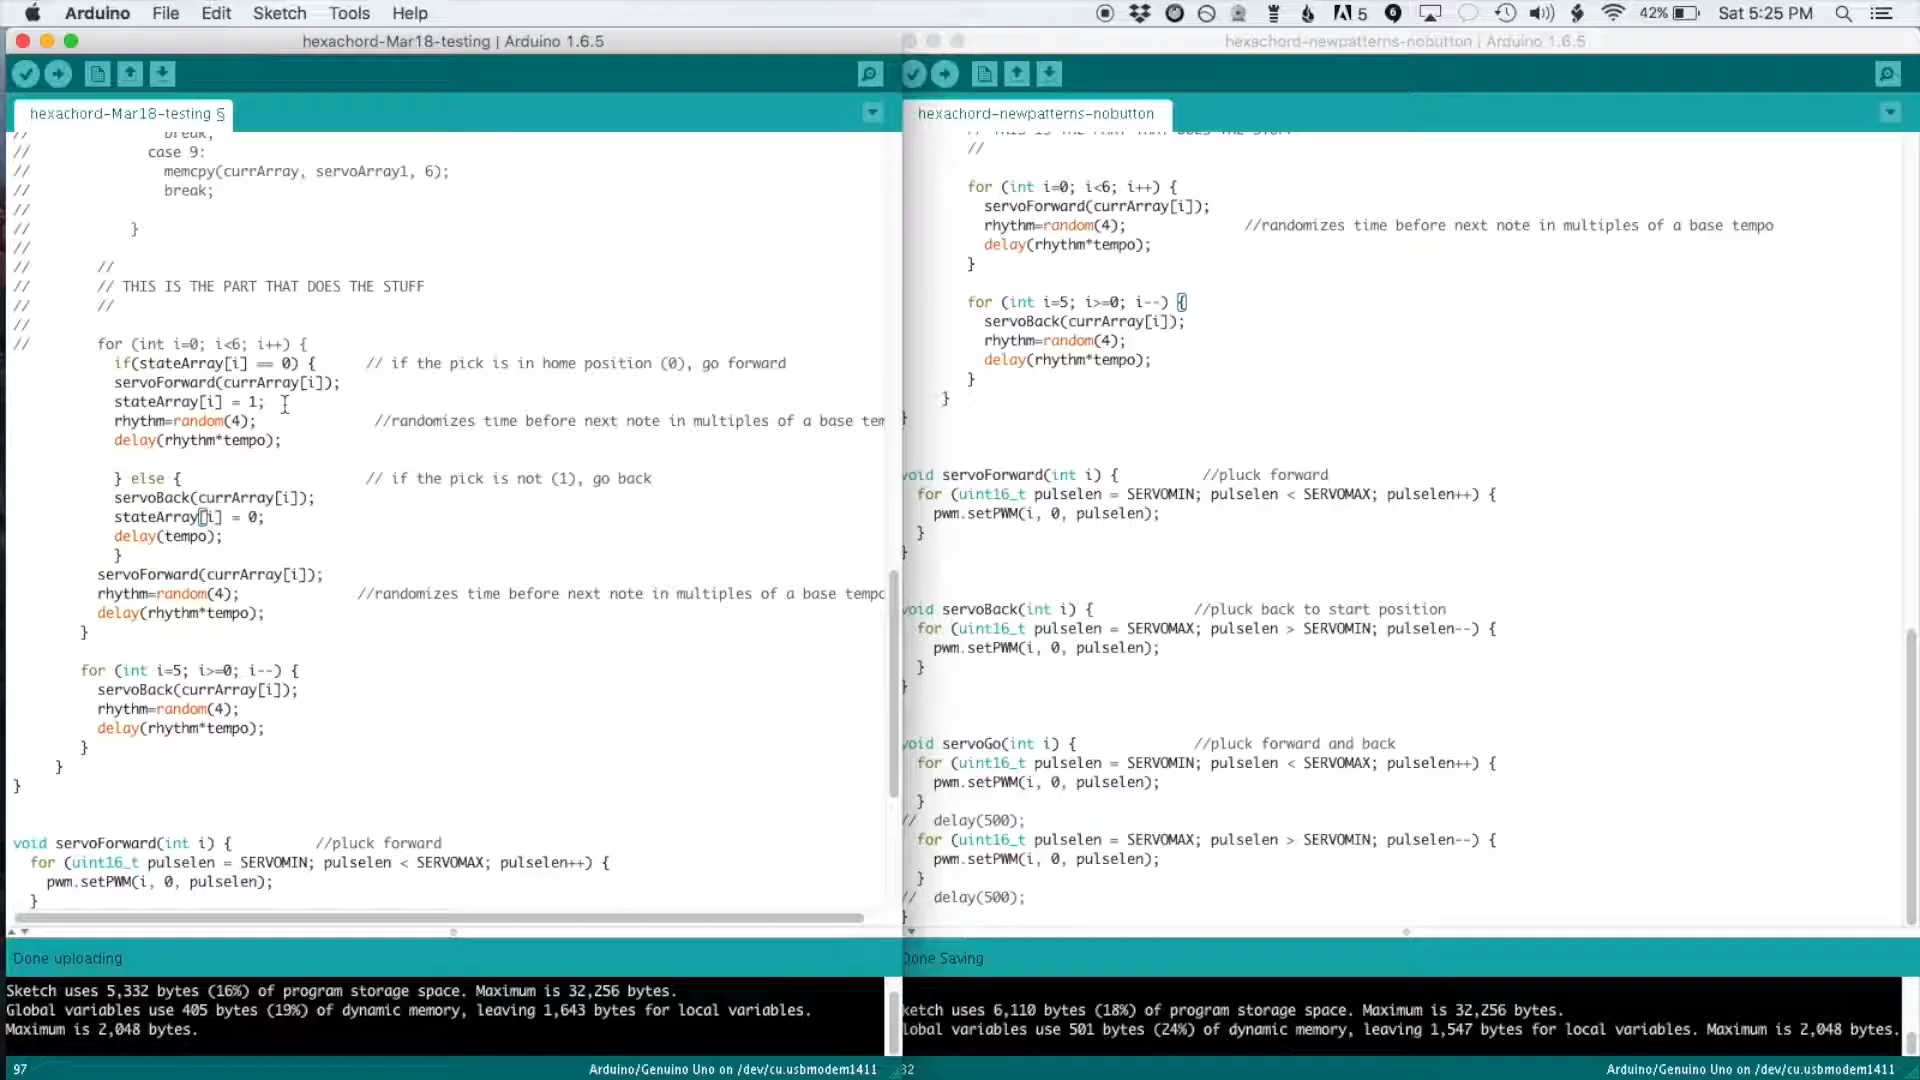 Arduino File Edit Sketch Tools Help 5 42% Sat 5:25 PM
hexachord-Mar18-testing | Arduino 1.6.5
hexachord-Mar18-testing §
// break;
// case 9:
// memcpy(currArray, servoArray1, 6);
// break;
//
// }
//
// //
// // THIS IS THE PART THAT DOES THE STUFF
// //
//
// for (int i=0; i<6; i++) {
if(stateArray[i] == 0) { // if the pick is in home position (0), go forward
servoForward(currArray[i]);
stateArray[i] = 1;
rhythm=random(4); //randomizes time before next note in multiples of a base tem
delay(rhythm*tempo);
} else { // if the pick is not (1), go back
servoBack(currArray[i]);
stateArray[i] = 0;
delay(tempo);
}
servoForward(currArray[i]);
rhythm=random(4); //randomizes time before next note in multiples of a base tempo
delay(rhythm*tempo);
}
for (int i=5; i>=0; i--) {
servoBack(currArray[i]);
rhythm=random(4);
delay(rhythm*tempo);
}
}
}
void servoForward(int i) { //pluck forward
for (uint16_t pulselen = SERVOMIN; pulselen < SERVOMAX; pulselen++) {
pwm.setPWM(i, 0, pulselen);
}
Done uploading
Sketch uses 5,332 bytes (16%) of program storage space. Maximum is 32,256 bytes.
Global variables use 405 bytes (19%) of dynamic memory, leaving 1,643 bytes for local variables.
Maximum is 2,048 bytes.
97 Arduino/Genuino Uno on /dev/cu.usbmodem1411
hexachord-newpatterns-nobutton | Arduino 1.6.5
hexachord-newpatterns-nobutton
// THIS IS THE PART THAT DOES THE STUFF
//
for (int i=0; i<6; i++) {
servoForward(currArray[i]);
rhythm=random(4); //randomizes time before next note in multiples of a base tempo
delay(rhythm*tempo);
}
for (int i=5; i>=0; i--) {
servoBack(currArray[i]);
rhythm=random(4);
delay(rhythm*tempo);
}
}
}
void servoForward(int i) { //pluck forward
for (uint16_t pulselen = SERVOMIN; pulselen < SERVOMAX; pulselen++) {
pwm.setPWM(i, 0, pulselen);
}
}
void servoBack(int i) { //pluck back to start position
for (uint16_t pulselen = SERVOMAX; pulselen > SERVOMIN; pulselen--) {
pwm.setPWM(i, 0, pulselen);
}
}
void servoGo(int i) { //pluck forward and back
for (uint16_t pulselen = SERVOMIN; pulselen < SERVOMAX; pulselen++) {
pwm.setPWM(i, 0, pulselen);
}
// delay(500);
for (uint16_t pulselen = SERVOMAX; pulselen > SERVOMIN; pulselen--) {
pwm.setPWM(i, 0, pulselen);
}
// delay(500);
}
Done Saving
ketch uses 6,110 bytes (18%) of program storage space. Maximum is 32,256 bytes.
lobal variables use 501 bytes (24%) of dynamic memory, leaving 1,547 bytes for local variables. Maximum is 2,048 bytes.
32 Arduino/Genuino Uno on /dev/cu.usbmodem1411